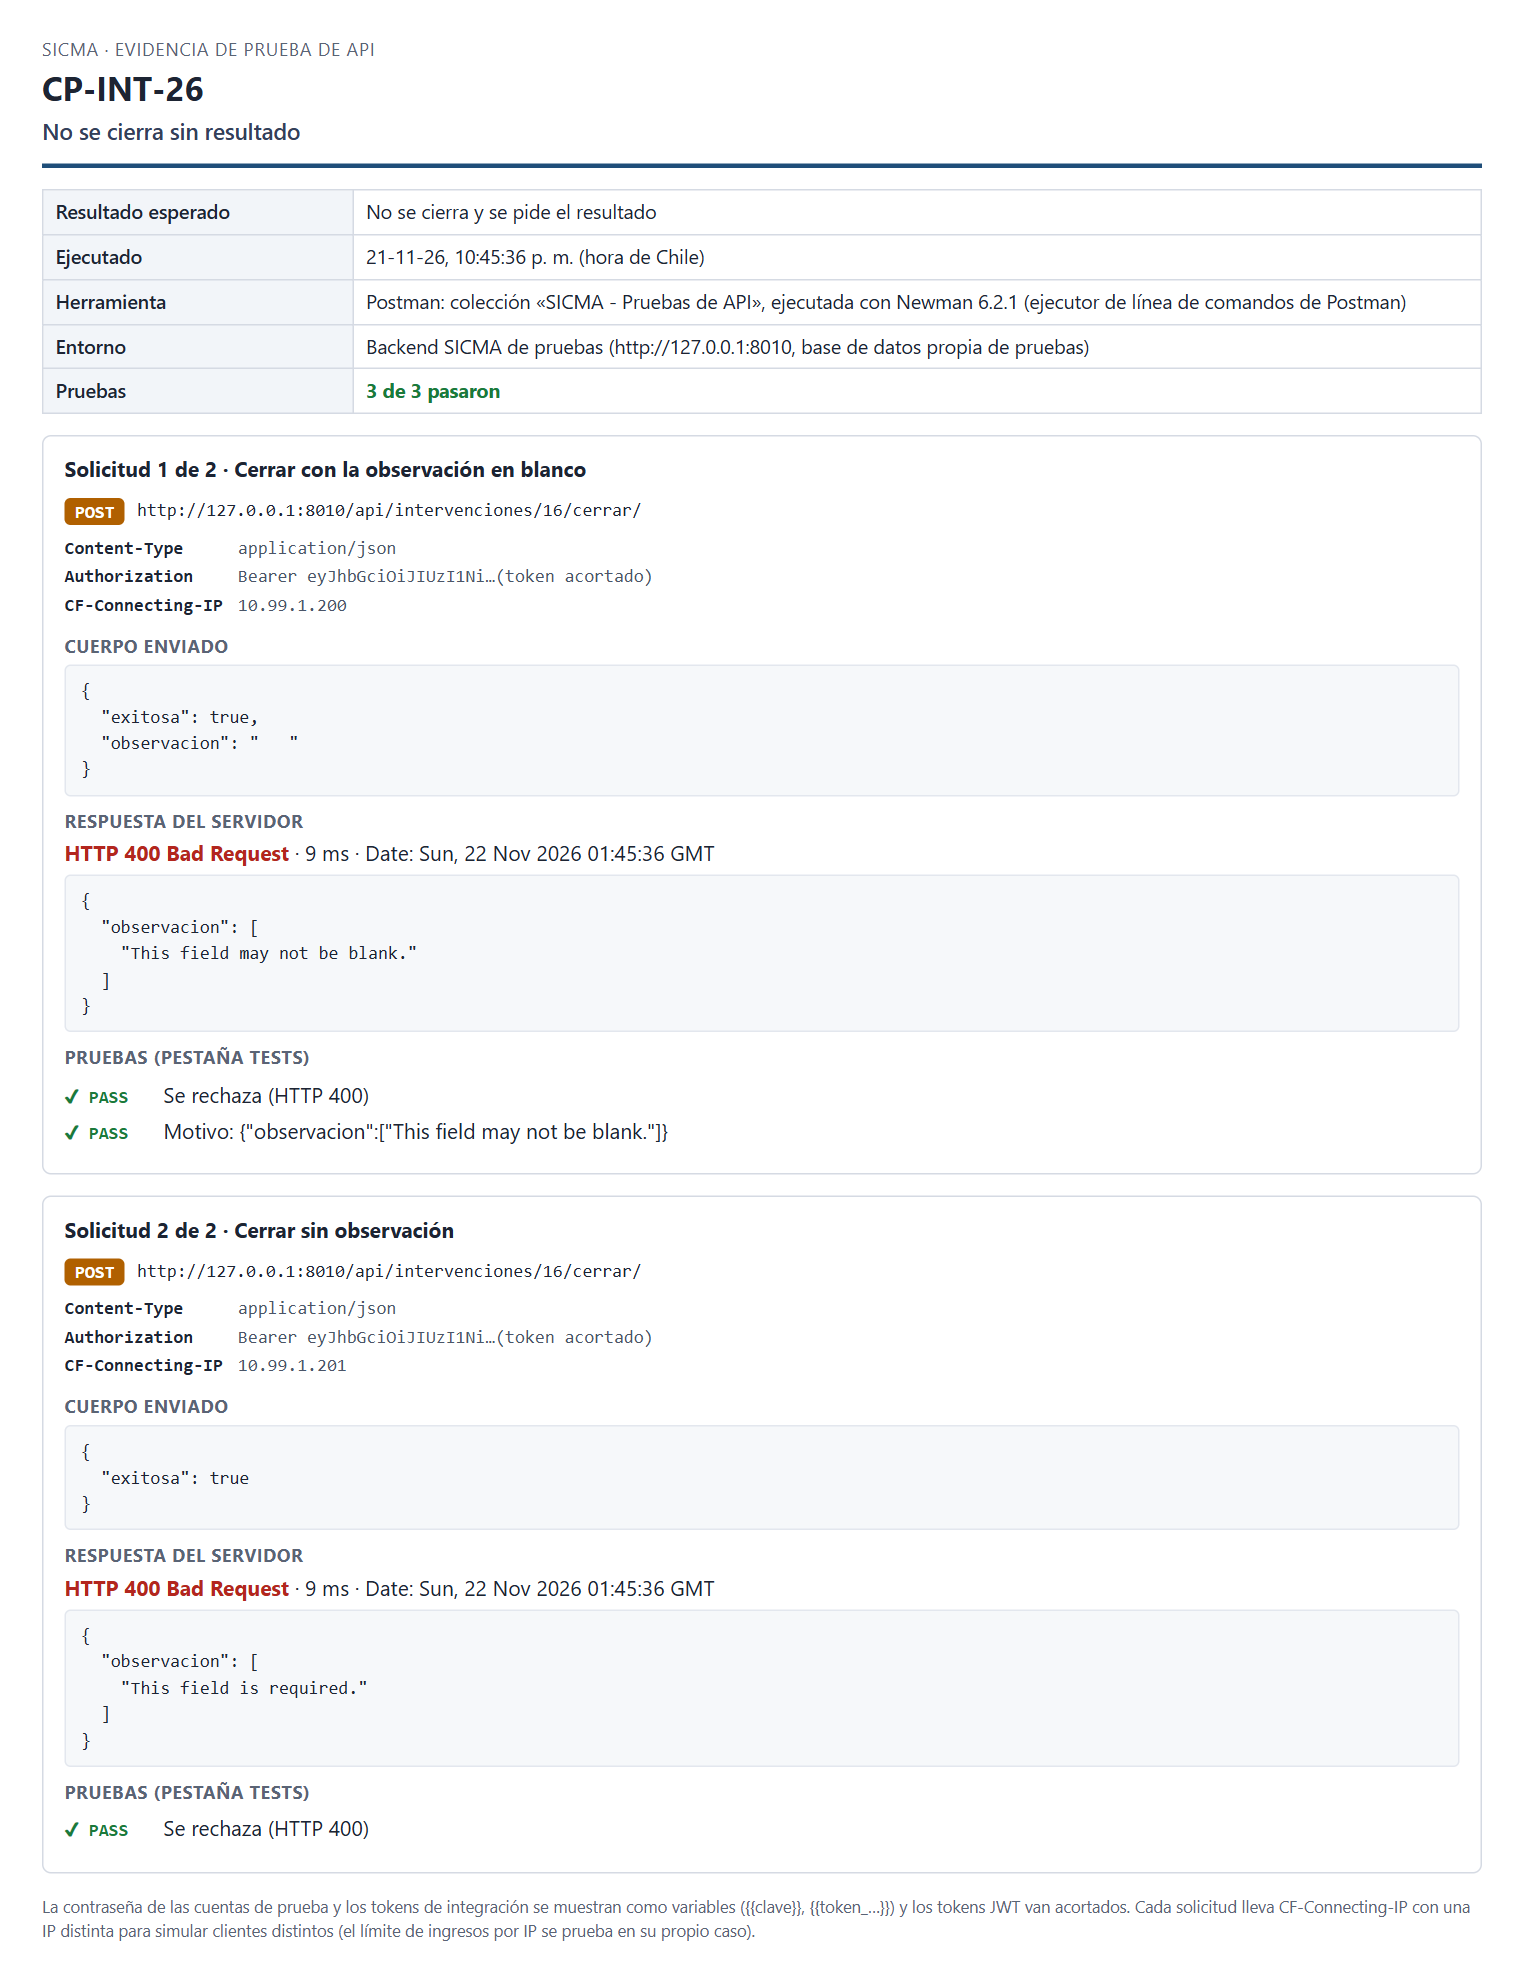 SICMA · EVIDENCIA DE PRUEBA DE API
CP-INT-26
No se cierra sin resultado
Resultado esperado No se cierra y se pide el resultado
Ejecutado 21-11-26, 10:45:36 p. m. (hora de Chile)
Herramienta Postman: colección «SICMA - Pruebas de API», ejecutada con Newman 6.2.1 (ejecutor de línea de comandos de Postman)
Entorno Backend SICMA de pruebas (http://127.0.0.1:8010, base de datos propia de pruebas)
Pruebas 3 de 3 pasaron
Solicitud 1 de 2 · Cerrar con la observación en blanco
POST http://127.0.0.1:8010/api/intervenciones/16/cerrar/
Content-Type application/json
Authorization Bearer eyJhbGciOiJIUzI1Ni…(token acortado)
CF-Connecting-IP 10.99.1.200
CUERPO ENVIADO
{
  "exitosa": true,
  "observacion": "   "
}
RESPUESTA DEL SERVIDOR
HTTP 400 Bad Request · 9 ms · Date: Sun, 22 Nov 2026 01:45:36 GMT
{
  "observacion": [
    "This field may not be blank."
  ]
}
PRUEBAS (PESTAÑA TESTS)
✔ PASS Se rechaza (HTTP 400)
✔ PASS Motivo: {"observacion":["This field may not be blank."]}
Solicitud 2 de 2 · Cerrar sin observación
POST http://127.0.0.1:8010/api/intervenciones/16/cerrar/
Content-Type application/json
Authorization Bearer eyJhbGciOiJIUzI1Ni…(token acortado)
CF-Connecting-IP 10.99.1.201
CUERPO ENVIADO
{
  "exitosa": true
}
RESPUESTA DEL SERVIDOR
HTTP 400 Bad Request · 9 ms · Date: Sun, 22 Nov 2026 01:45:36 GMT
{
  "observacion": [
    "This field is required."
  ]
}
PRUEBAS (PESTAÑA TESTS)
✔ PASS Se rechaza (HTTP 400)
La contraseña de las cuentas de prueba y los tokens de integración se muestran como variables ({{clave}}, {{token_...}}) y los tokens JWT van acortados. Cada solicitud lleva CF-Connecting-IP con una
IP distinta para simular clientes distintos (el límite de ingresos por IP se prueba en su propio caso).